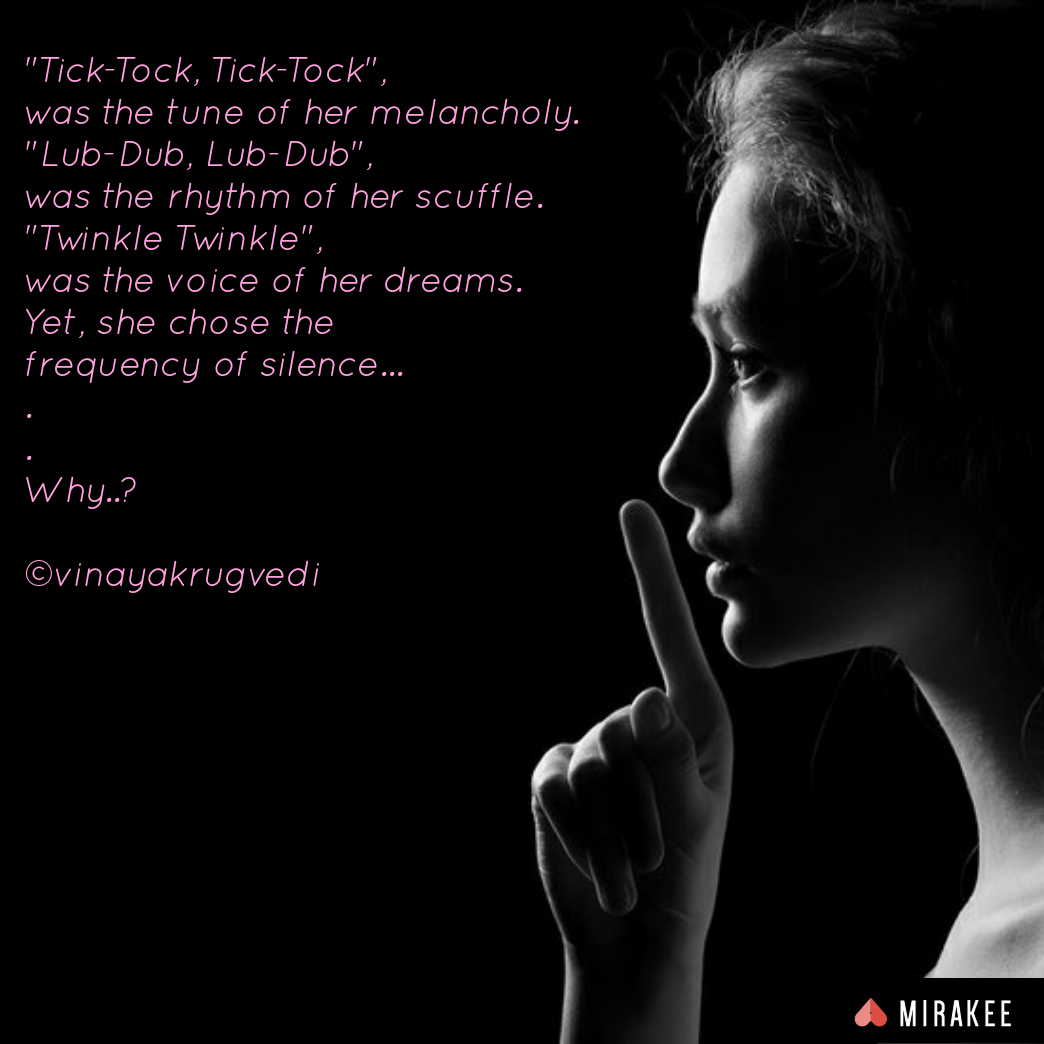 "Tick-Tock, Tick-Tock",
was the tune of her melancholy.
"Lub-Dub, Lub-Dub",
was the rhythm of her scuffle.
"Twinkle Twinkle",
was the voice of her dreams.
Yet, she chose the
frequency of silence...
.
.
Why..?
©vinayakrugvedi
MIRAKEE